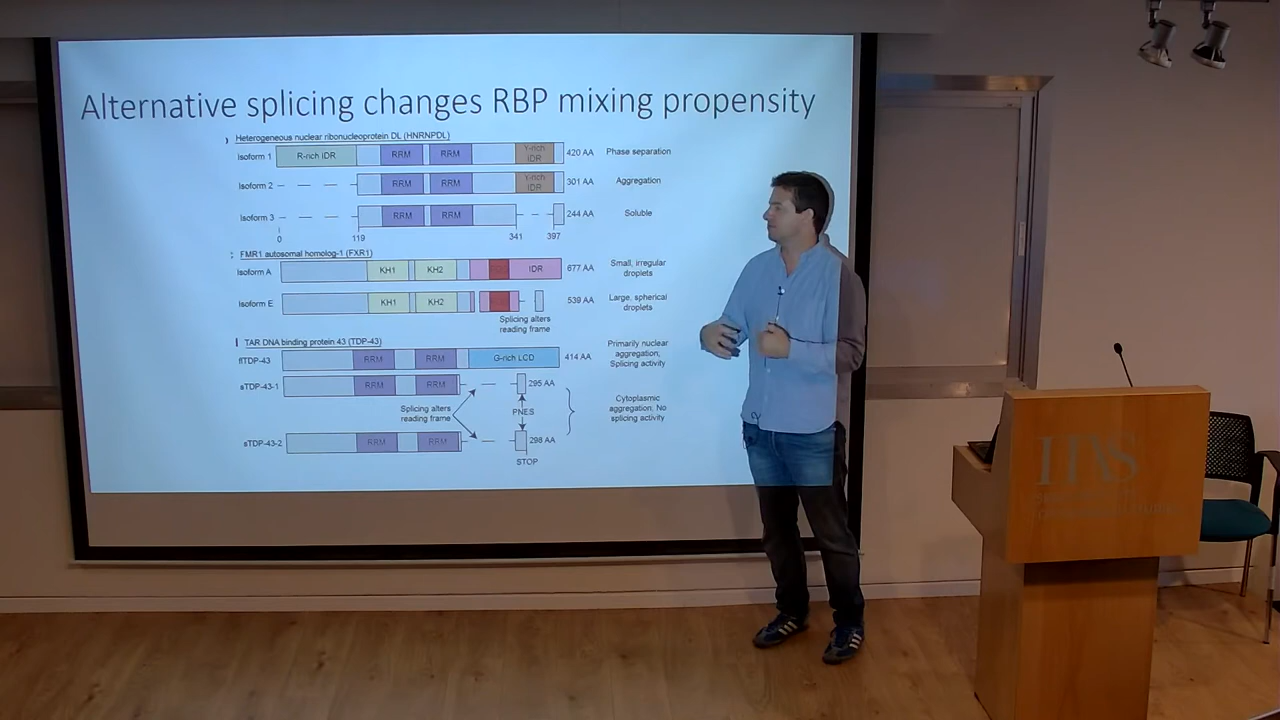 Alternative splicing changes RBP mixing propensity
Heterogeneous nuclear ribonucleoprotein DL (HNRNPDL)
Isoform 1 R-rich IDR RRM RRM Y-rich IDR 420 AA Phase separation
Isoform 2 RRM RRM Y-rich IDR 301 AA Aggregation
Isoform 3 RRM RRM 244 AA Soluble
0 119 341 397
FMR1 autosomal homolog-1 (FXR1)
Isoform A KH1 KH2 IDR 677 AA Small, irregular droplets
Isoform E KH1 KH2 539 AA Large, spherical droplets
Splicing alters
reading frame
TAR DNA binding protein 43 (TDP-43)
flTDP-43 RRM RRM G-rich LCD 414 AA Primarily nuclear aggregation; Splicing activity
sTDP-43-1 RRM RRM 295 AA
Splicing alters
reading frame
PNES
Cytoplasmic
aggregation; No
splicing activity
sTDP-43-2 RRM RRM 298 AA
STOP
IIAS